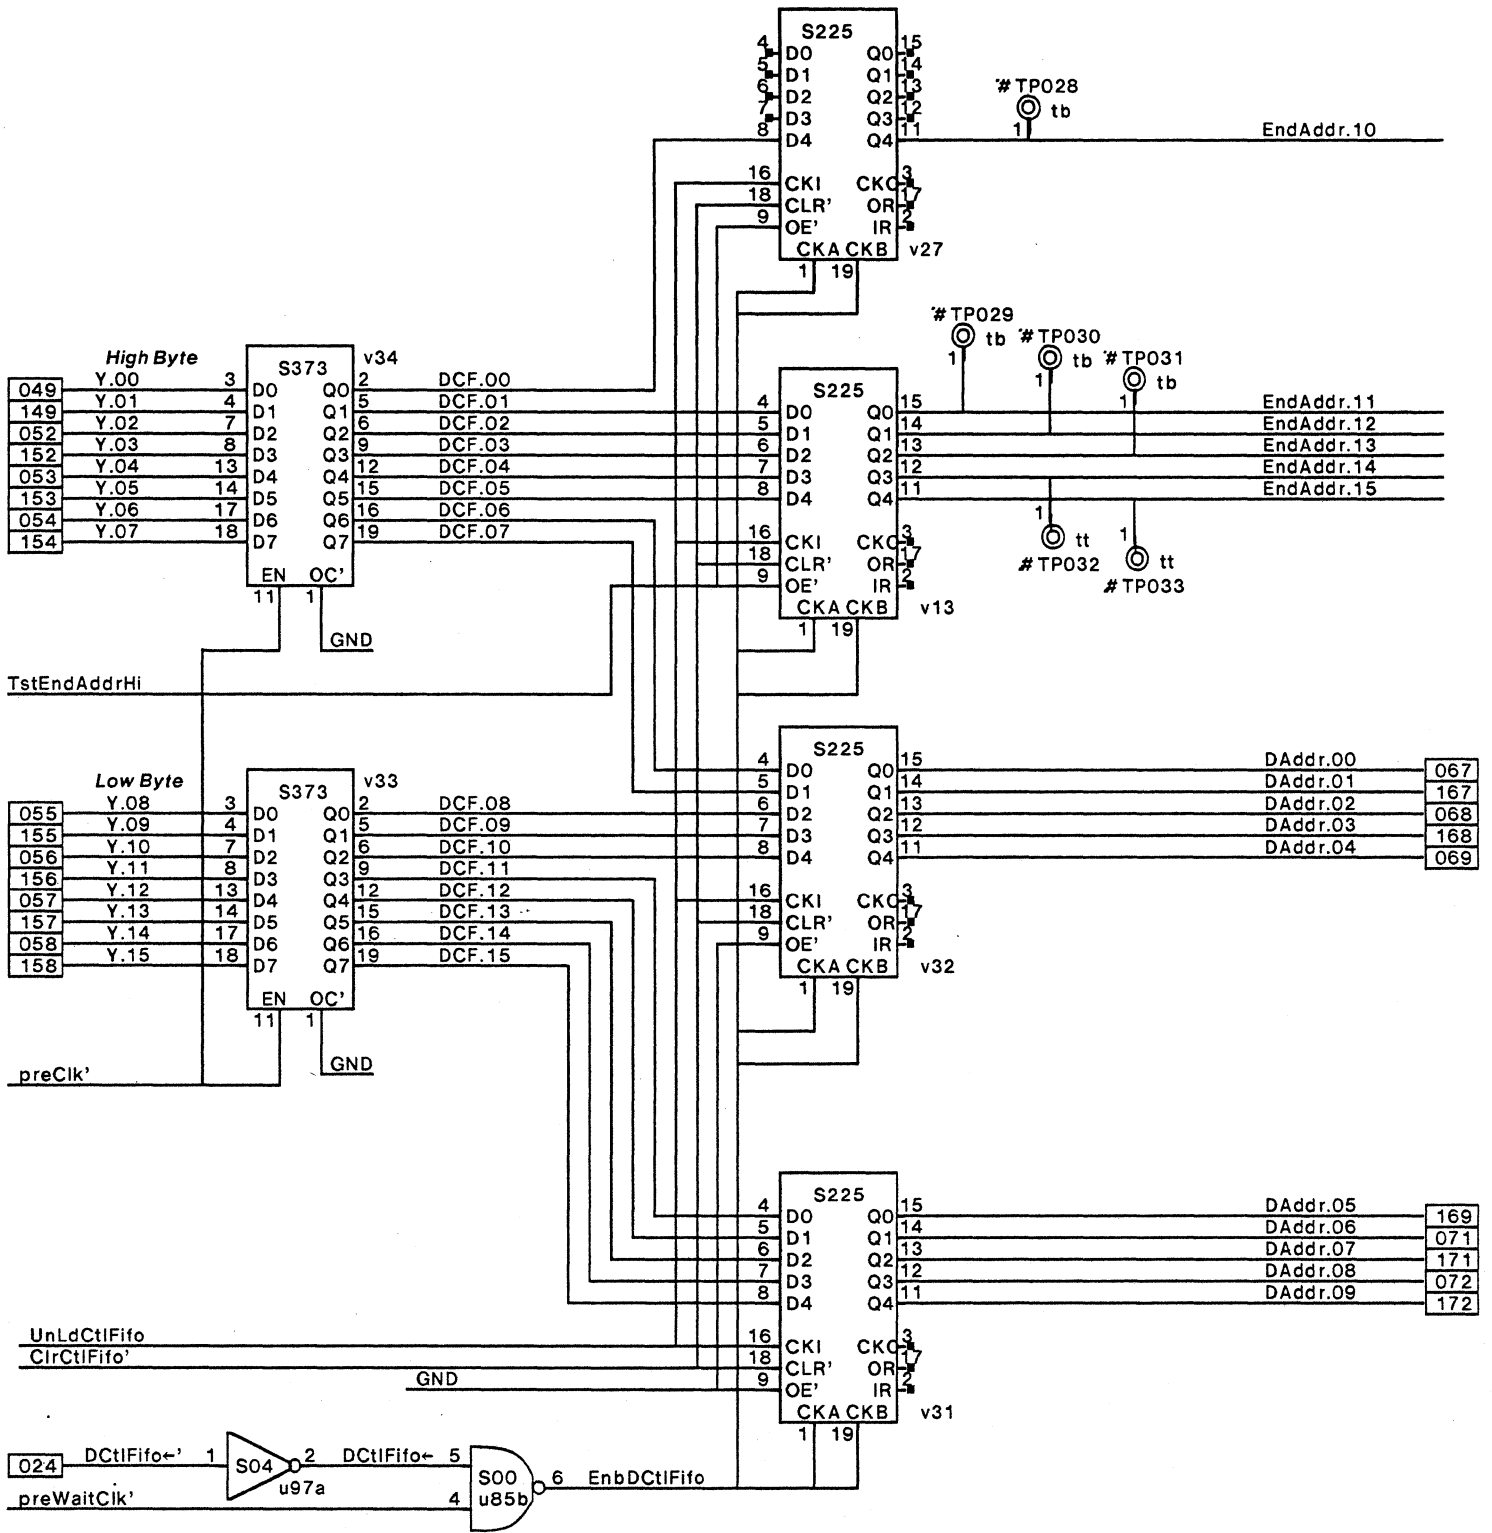 S225
4 D0 Q0 15
5 D1 Q1 14
6 D2 Q2 13
7 D3 Q3 12
8 D4 Q4 11
16 CKI CKO 3
18 CLR' OR 17
9 OE' IR 2
CKA CKB v27
1 19
#TP028
tb
1
EndAddr.10
#TP029
tb
1
#TP030
tb
1
#TP031
tb
1
High Byte
S373 v34
049 Y.00 3 D0 Q0 2 DCF.00
149 Y.01 4 D1 Q1 5 DCF.01
052 Y.02 7 D2 Q2 6 DCF.02
152 Y.03 8 D3 Q3 9 DCF.03
053 Y.04 13 D4 Q4 12 DCF.04
153 Y.05 14 D5 Q5 15 DCF.05
054 Y.06 17 D6 Q6 16 DCF.06
154 Y.07 18 D7 Q7 19 DCF.07
EN OC'
11 1
GND
S225
4 D0 Q0 15 EndAddr.11
5 D1 Q1 14 EndAddr.12
6 D2 Q2 13 EndAddr.13
7 D3 Q3 12 EndAddr.14
8 D4 Q4 11 EndAddr.15
16 CKI CKO 3
18 CLR' OR 17
9 OE' IR 2
CKA CKB v13
1 19
1
tt
#TP032
1
tt
#TP033
TstEndAddrHi
Low Byte
S373 v33
055 Y.08 3 D0 Q0 2 DCF.08
155 Y.09 4 D1 Q1 5 DCF.09
056 Y.10 7 D2 Q2 6 DCF.10
156 Y.11 8 D3 Q3 9 DCF.11
057 Y.12 13 D4 Q4 12 DCF.12
157 Y.13 14 D5 Q5 15 DCF.13
058 Y.14 17 D6 Q6 16 DCF.14
158 Y.15 18 D7 Q7 19 DCF.15
EN OC'
11 1
GND
preClk'
S225
4 D0 Q0 15 DAddr.00 067
5 D1 Q1 14 DAddr.01 167
6 D2 Q2 13 DAddr.02 068
7 D3 Q3 12 DAddr.03 168
8 D4 Q4 11 DAddr.04 069
16 CKI CKO 3
18 CLR' OR 17
9 OE' IR 2
CKA CKB v32
1 19
S225
4 D0 Q0 15 DAddr.05 169
5 D1 Q1 14 DAddr.06 071
6 D2 Q2 13 DAddr.07 171
7 D3 Q3 12 DAddr.08 072
8 D4 Q4 11 DAddr.09 172
UnLdCtlFifo 16 CKI CKO 3
ClrCtlFifo' 18 CLR' OR 17
GND 9 OE' IR 2
CKA CKB v31
1 19
024 DCtlFifo←' 1 S04 2 DCtlFifo← 5
u97a
S00 6 EnbDCtlFifo
u85b
preWaitClk' 4